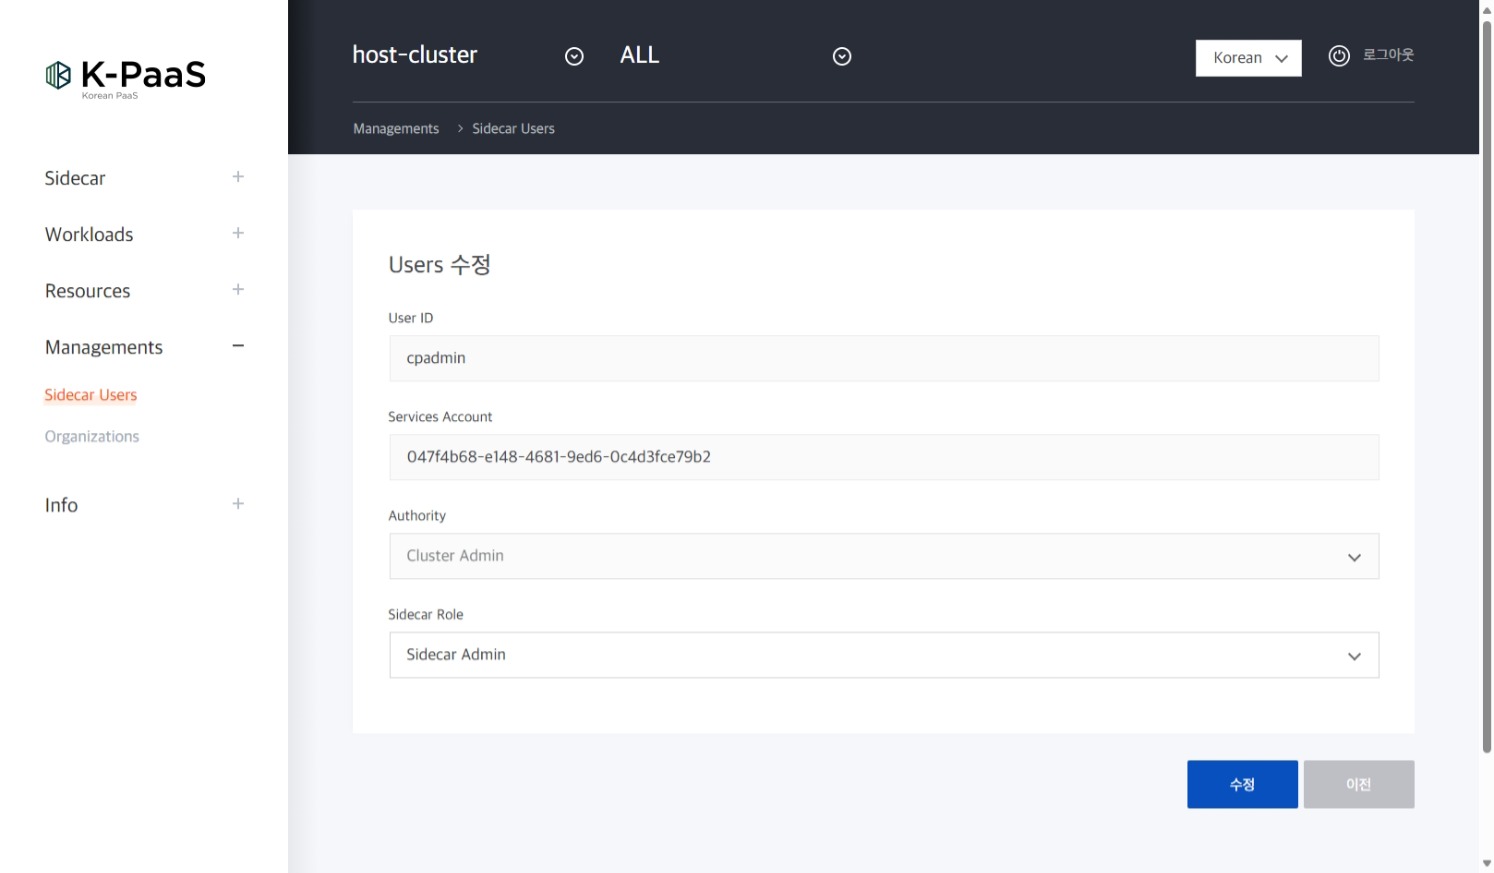 K-PaaS
Korean PaaS
host-cluster
ALL
Korean
로그아웃
Managements > Sidecar Users
Sidecar
Workloads
Resources
Managements
Sidecar Users
Organizations
Info
Users 수정
User ID
cpadmin
Services Account
047f4b68-e148-4681-9ed6-0c4d3fce79b2
Authority
Cluster Admin
Sidecar Role
Sidecar Admin
수정
이전